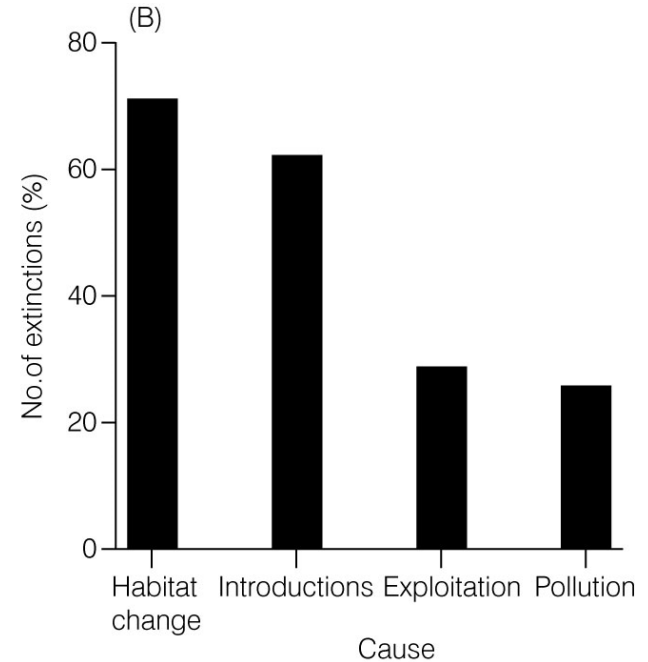 (B)
80
60
40
20
0
No.of extinctions (%)
Habitat change
Introductions
Exploitation
Pollution
Cause